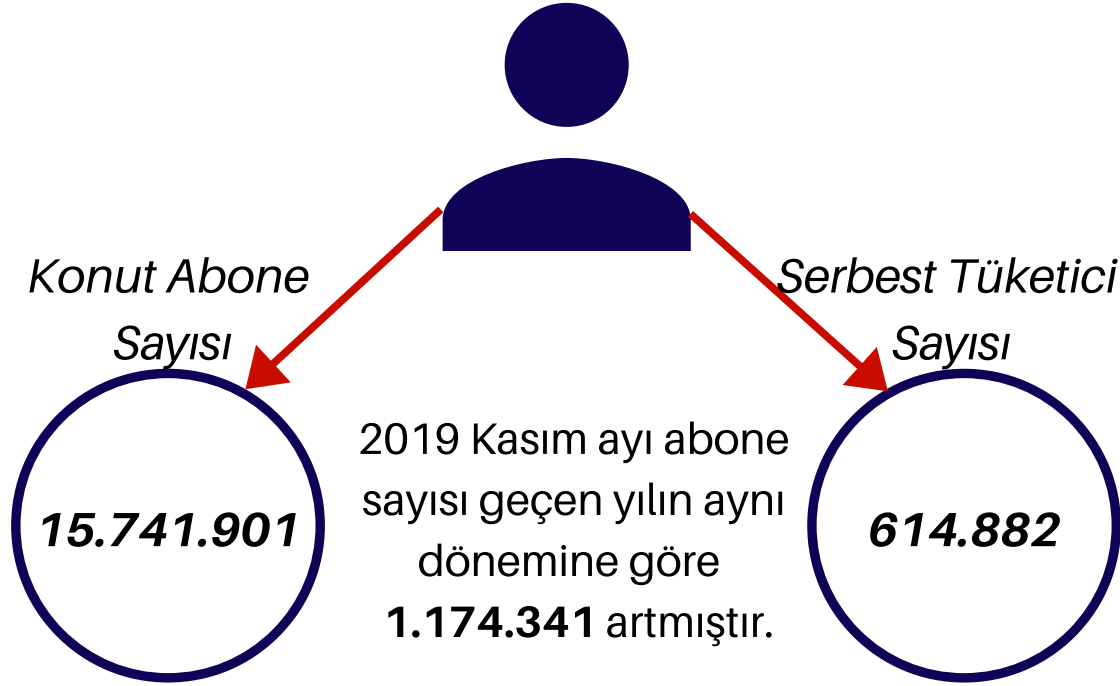 Konut Abone
Sayısı
15.741.901
Serbest Tüketici
Sayısı
614.882
2019 Kasım ayı abone
sayısı geçen yılın aynı
dönemine göre
1.174.341 artmıştır.